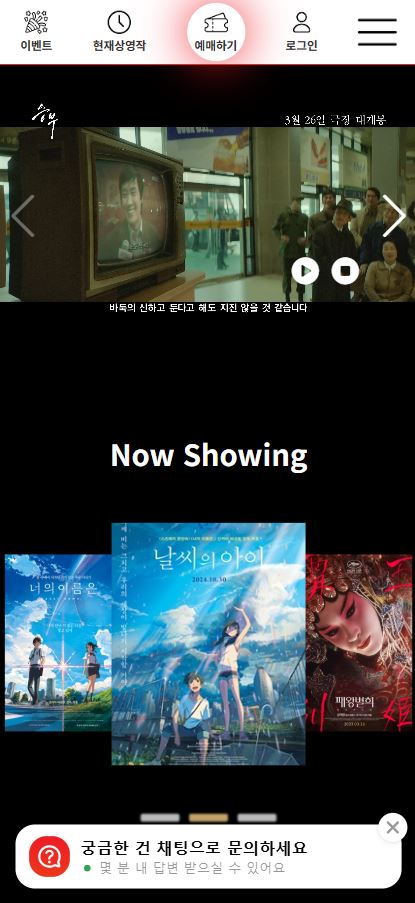 이벤트
현재상영작
예매하기
로그인
승부
3월 26일 극장 대개봉
바둑의 신하고 둔다고 해도 지진 않을 것 같습니다
Now Showing
너의 이름은
날씨의 아이
2024.10.30
패왕별희
궁금한 건 채팅으로 문의하세요
몇 분 내 답변 받으실 수 있어요